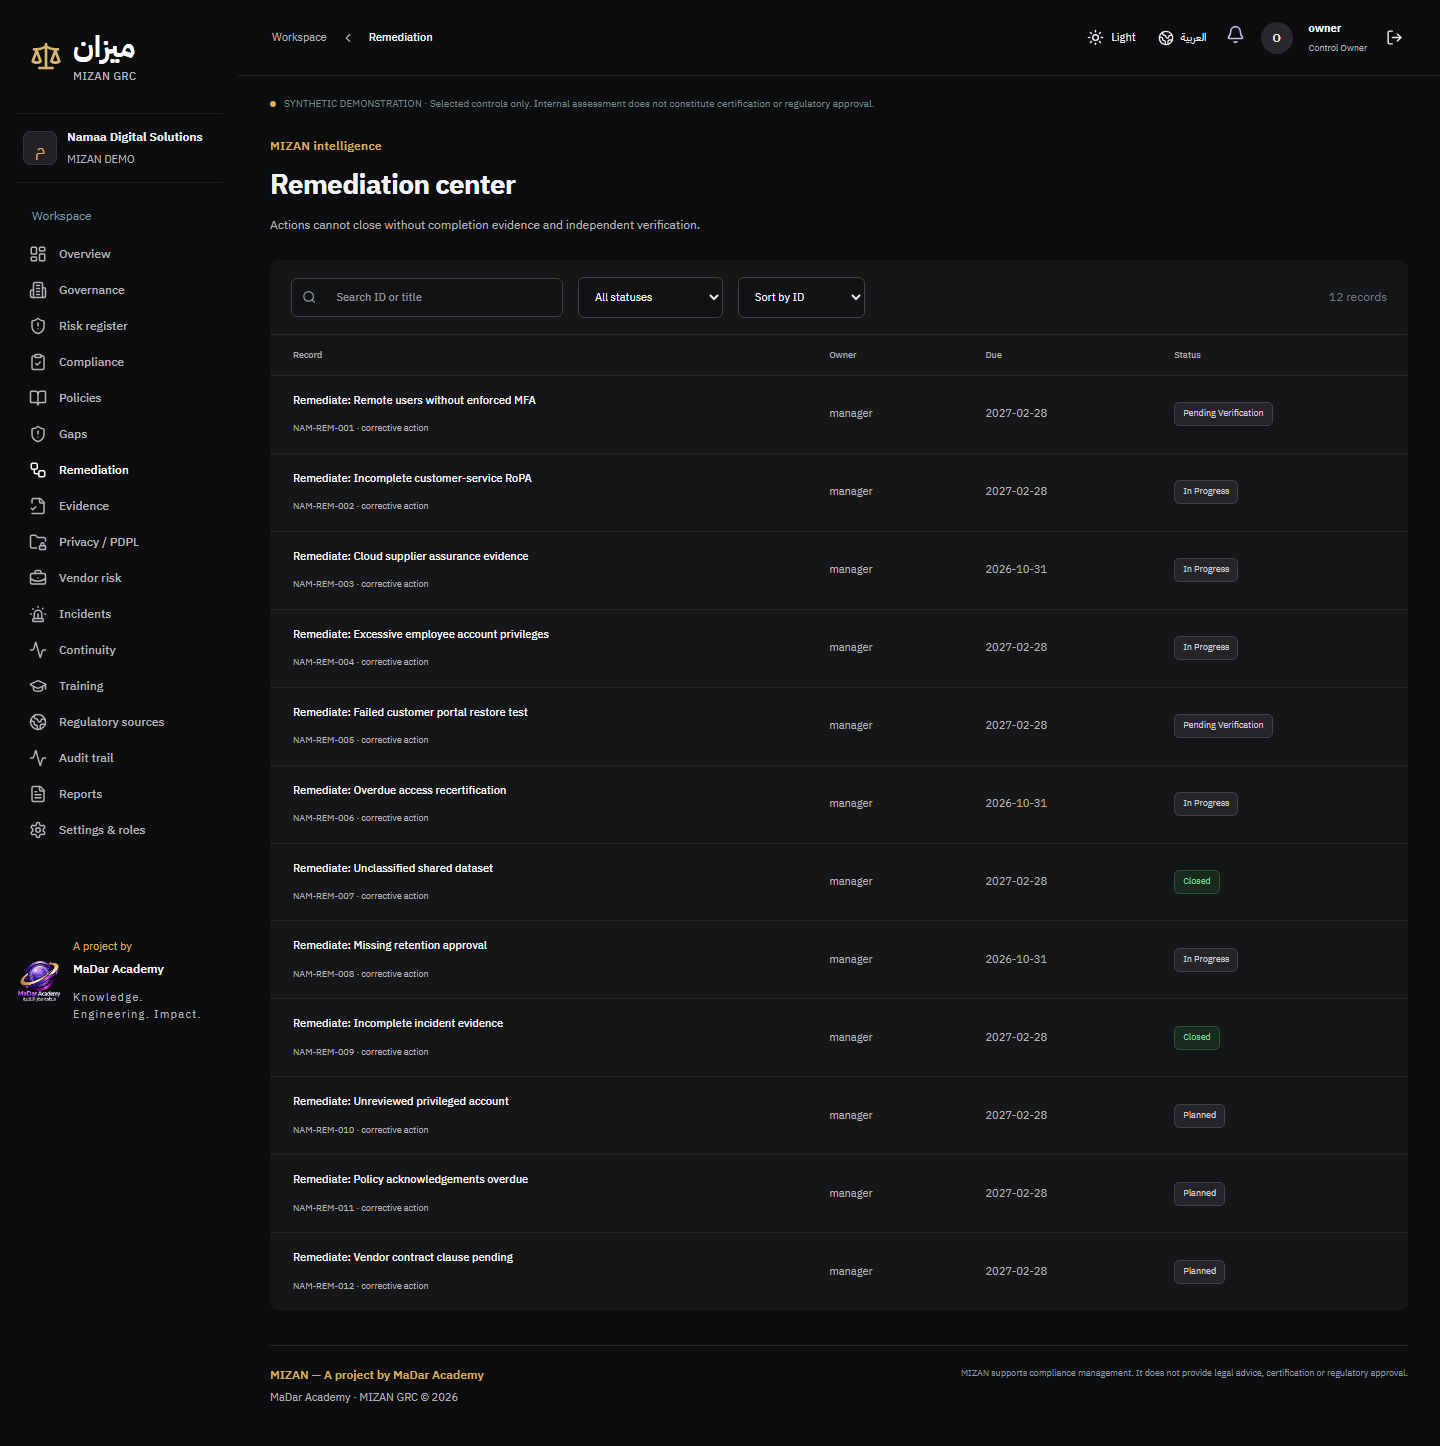 ميزان
MIZAN GRC
م
Namaa Digital Solutions
MIZAN DEMO
Workspace
Overview
Governance
Risk register
Compliance
Policies
Gaps
Remediation
Evidence
Privacy / PDPL
Vendor risk
Incidents
Continuity
Training
Regulatory sources
Audit trail
Reports
Settings & roles
A project by
MaDar Academy
MaDar Academy
Knowledge.
Engineering. Impact.
Workspace
Remediation
Light
العربية
O
owner
Control Owner
SYNTHETIC DEMONSTRATION · Selected controls only. Internal assessment does not constitute certification or regulatory approval.
MIZAN intelligence
Remediation center
Actions cannot close without completion evidence and independent verification.
Search ID or title
All statuses
Sort by ID
12 records
Record Owner Due Status
Remediate: Remote users without enforced MFA
NAM-REM-001 · corrective action
manager 2027-02-28 Pending Verification
Remediate: Incomplete customer-service RoPA
NAM-REM-002 · corrective action
manager 2027-02-28 In Progress
Remediate: Cloud supplier assurance evidence
NAM-REM-003 · corrective action
manager 2026-10-31 In Progress
Remediate: Excessive employee account privileges
NAM-REM-004 · corrective action
manager 2027-02-28 In Progress
Remediate: Failed customer portal restore test
NAM-REM-005 · corrective action
manager 2027-02-28 Pending Verification
Remediate: Overdue access recertification
NAM-REM-006 · corrective action
manager 2026-10-31 In Progress
Remediate: Unclassified shared dataset
NAM-REM-007 · corrective action
manager 2027-02-28 Closed
Remediate: Missing retention approval
NAM-REM-008 · corrective action
manager 2026-10-31 In Progress
Remediate: Incomplete incident evidence
NAM-REM-009 · corrective action
manager 2027-02-28 Closed
Remediate: Unreviewed privileged account
NAM-REM-010 · corrective action
manager 2027-02-28 Planned
Remediate: Policy acknowledgements overdue
NAM-REM-011 · corrective action
manager 2027-02-28 Planned
Remediate: Vendor contract clause pending
NAM-REM-012 · corrective action
manager 2027-02-28 Planned
MIZAN — A project by MaDar Academy
MaDar Academy · MIZAN GRC © 2026
MIZAN supports compliance management. It does not provide legal advice, certification or regulatory approval.